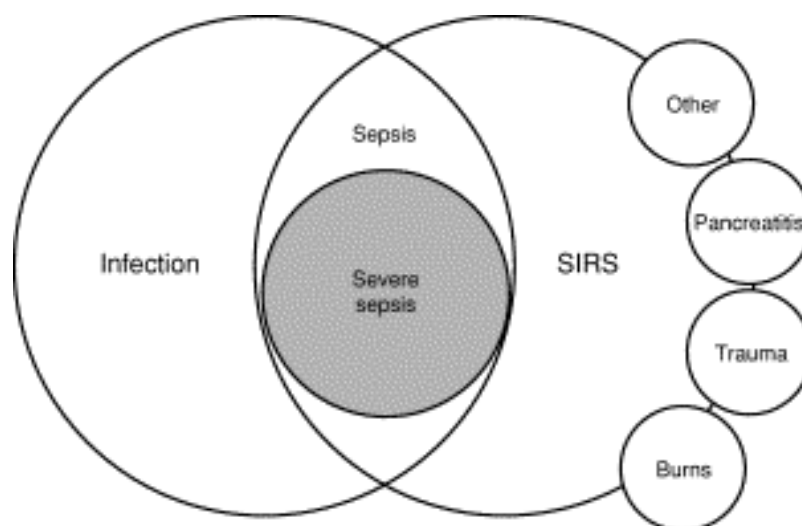 Other
Sepsis
Pancreatitis
Infection
SIRS
Severe
sepsis
Trauma
Burns